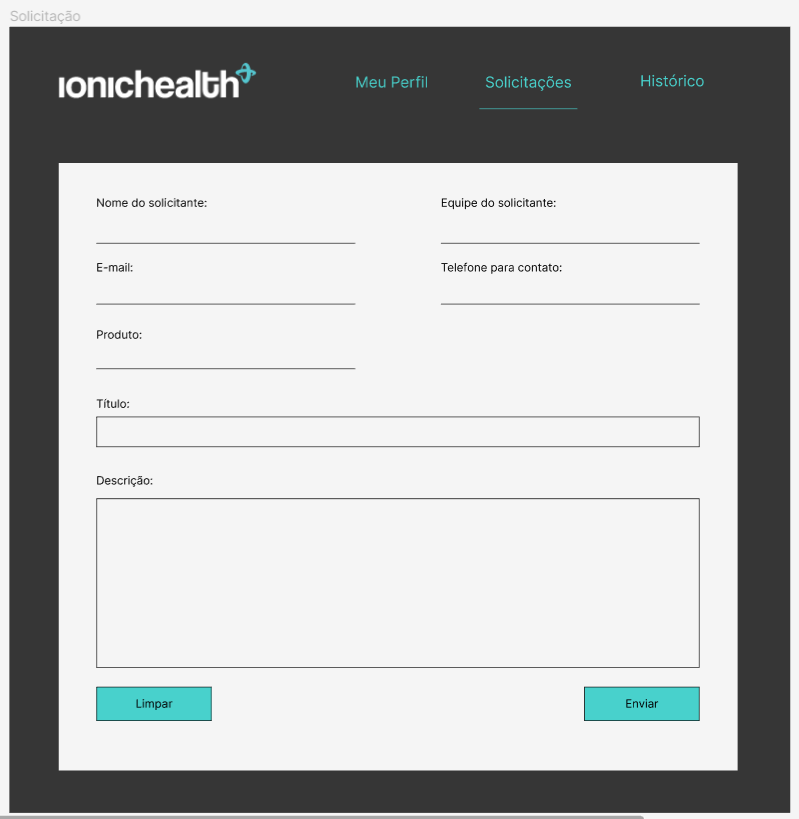 Solicitação
ıonıchealth
Meu Perfil
Solicitações
Histórico
Nome do solicitante:
Equipe do solicitante:
E-mail:
Telefone para contato:
Produto:
Título:
Descrição:
Limpar
Enviar